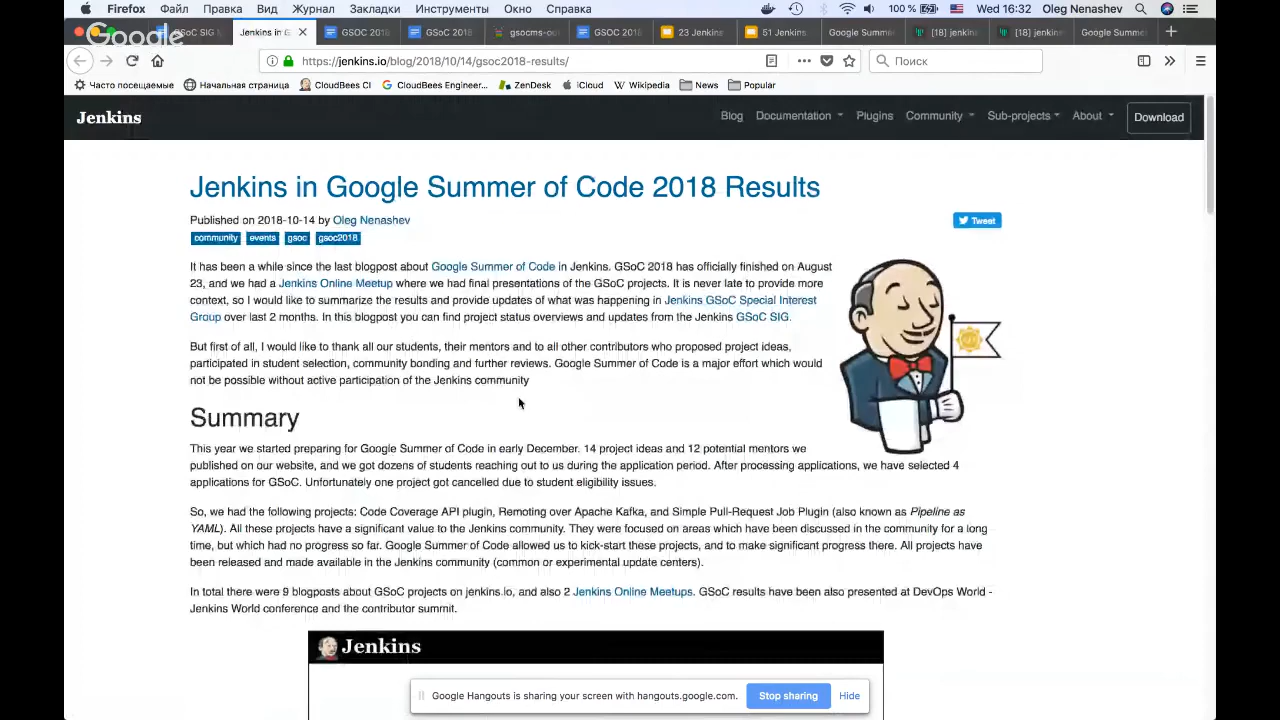 Firefox Файл Правка Вид Журнал Закладки Инструменты Окно Справка 100 % Wed 16:32 Oleg Nenashev
Google
SoC SIG Jenkins in G GSOC 2018 GSoC 2018 gsocms-ou GSOC 201 23 Jenkins 51 Jenkins Google Summe [18] jenkin [18] jenkins Google Summe
https://jenkins.io/blog/2018/10/14/gsoc2018-results/ Поиск
Часто посещаемые Начальная страница CloudBees CI CloudBees Engineer... ZenDesk iCloud Wikipedia News Popular
Jenkins Blog Documentation Plugins Community Sub-projects About Download
Jenkins in Google Summer of Code 2018 Results
Published on 2018-10-14 by Oleg Nenashev Tweet
community events gsoc gsoc2018
It has been a while since the last blogpost about Google Summer of Code in Jenkins. GSoC 2018 has officially finished on August
23, and we had a Jenkins Online Meetup where we had final presentations of the GSoC projects. It is never late to provide more
context, so I would like to summarize the results and provide updates of what was happening in Jenkins GSoC Special Interest
Group over last 2 months. In this blogpost you can find project status overviews and updates from the Jenkins GSoC SIG.
But first of all, I would like to thank all our students, their mentors and to all other contributors who proposed project ideas,
participated in student selection, community bonding and further reviews. Google Summer of Code is a major effort which would
not be possible without active participation of the Jenkins community
Summary
This year we started preparing for Google Summer of Code in early December. 14 project ideas and 12 potential mentors we
published on our website, and we got dozens of students reaching out to us during the application period. After processing applications, we have selected 4
applications for GSoC. Unfortunately one project got cancelled due to student eligibility issues.
So, we had the following projects: Code Coverage API plugin, Remoting over Apache Kafka, and Simple Pull-Request Job Plugin (also known as Pipeline as
YAML). All these projects have a significant value to the Jenkins community. They were focused on areas which have been discussed in the community for a long
time, but which had no progress so far. Google Summer of Code allowed us to kick-start these projects, and to make significant progress there. All projects have
been released and made available in the Jenkins community (common or experimental update centers).
In total there were 9 blogposts about GSoC projects on jenkins.io, and also 2 Jenkins Online Meetups. GSoC results have been also presented at DevOps World -
Jenkins World conference and the contributor summit.
Jenkins
Google Hangouts is sharing your screen with hangouts.google.com. Stop sharing Hide